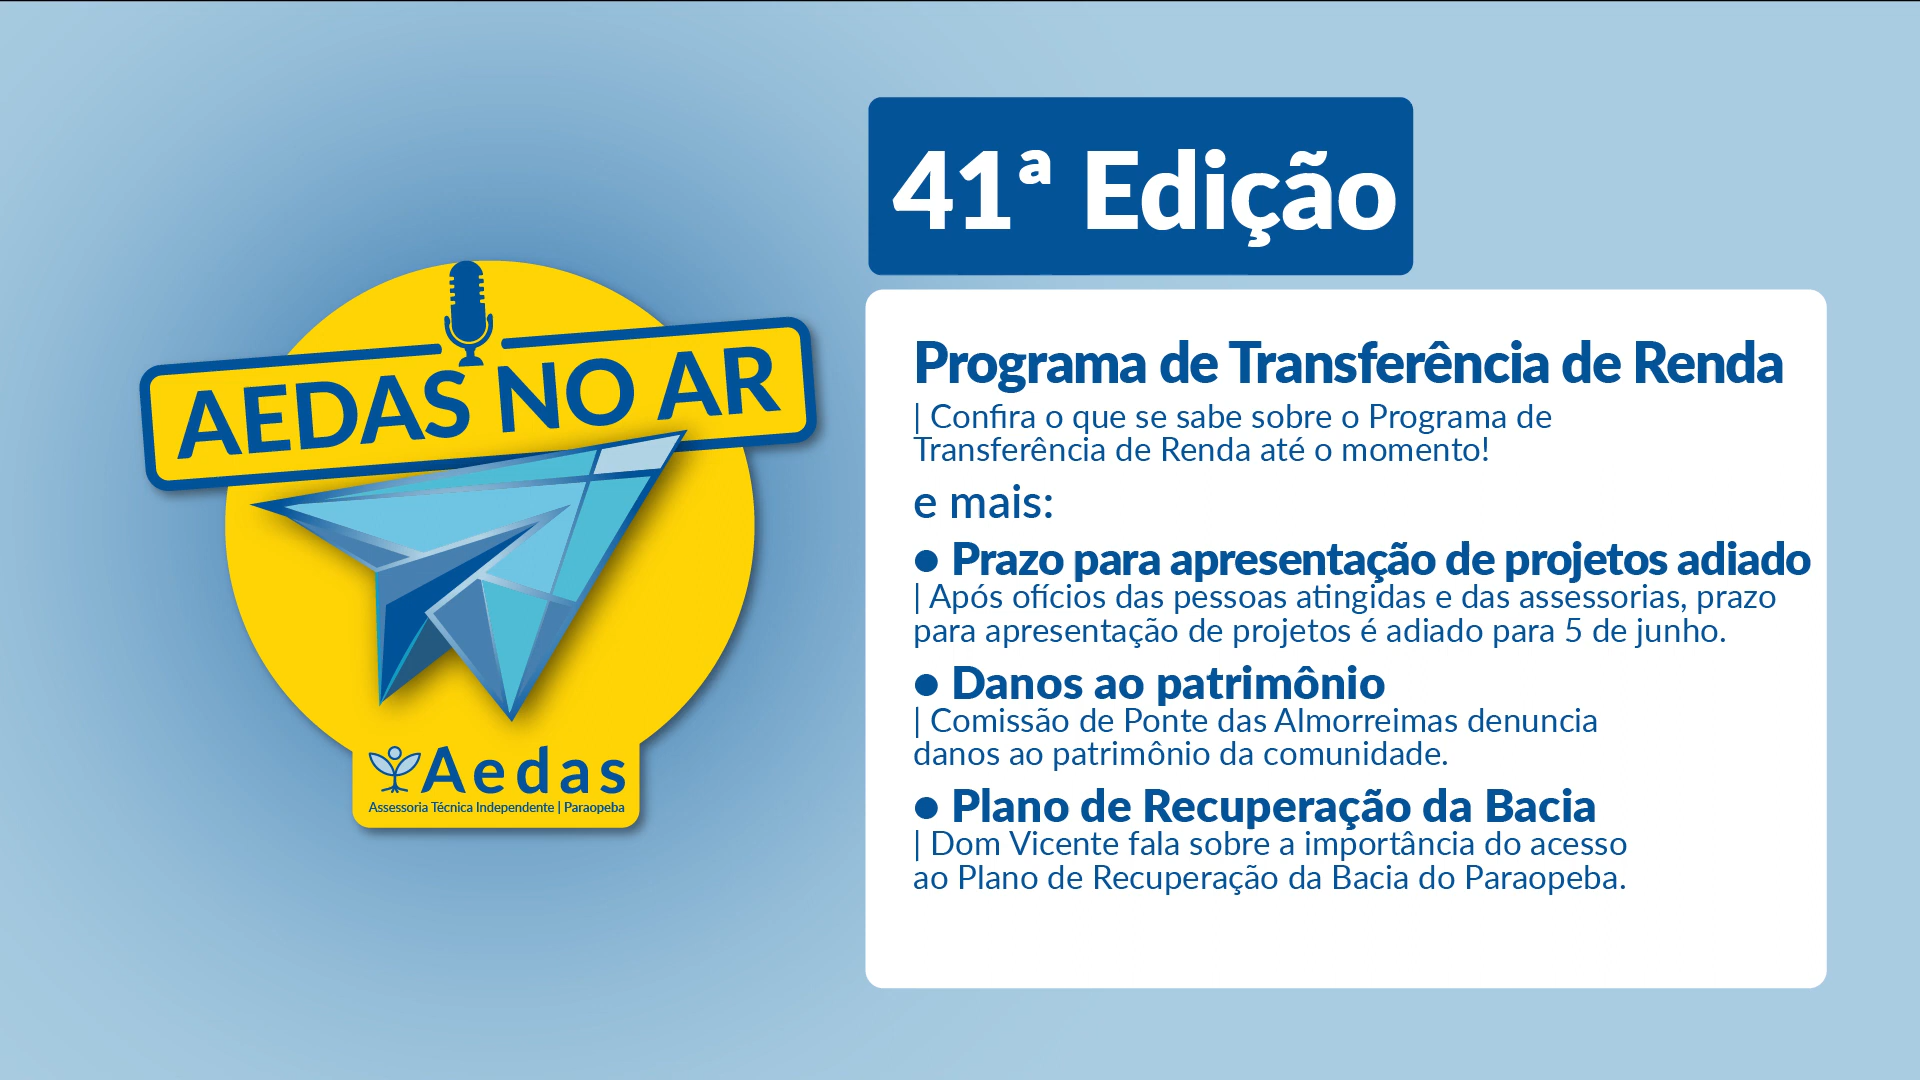 AEDAS NO AR
Aedas
Assessoria Técnica Independente | Paraopeba
41ª Edição
Programa de Transferência de Renda
| Confira o que se sabe sobre o Programa de
Transferência de Renda até o momento!
e mais:
● Prazo para apresentação de projetos adiado
| Após ofícios das pessoas atingidas e das assessorias, prazo
para apresentação de projetos é adiado para 5 de junho.
● Danos ao patrimônio
| Comissão de Ponte das Almorreimas denuncia
danos ao patrimônio da comunidade.
● Plano de Recuperação da Bacia
| Dom Vicente fala sobre a importância do acesso
ao Plano de Recuperação da Bacia do Paraopeba.